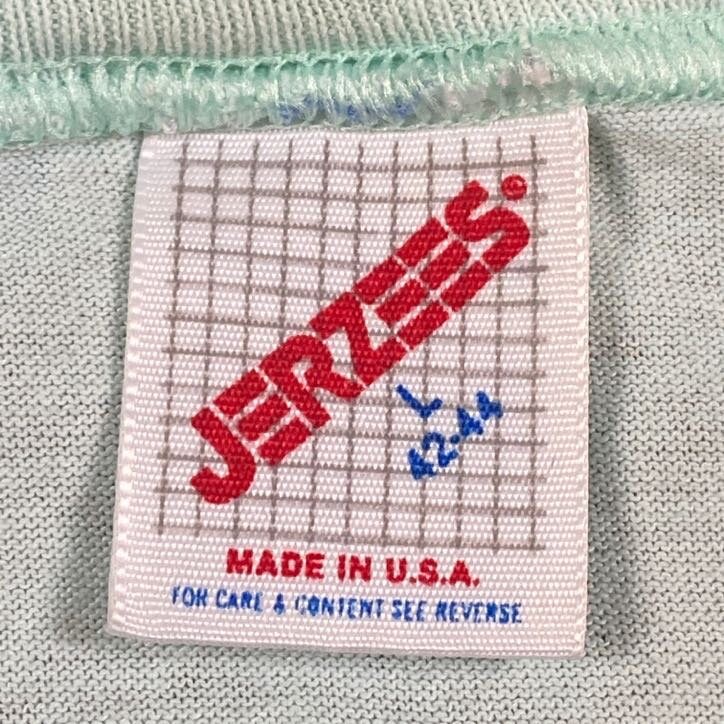 JERZEES©
L
42-44
MADE IN U.S.A.
FOR CARE & CONTENT SEE REVERSE